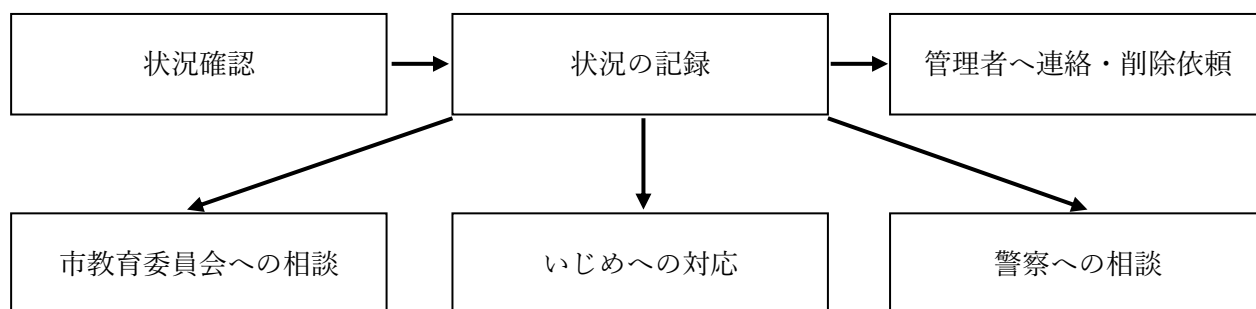 状況確認
状況の記録
管理者へ連絡・削除依頼
市教育委員会への相談
いじめへの対応
警察への相談